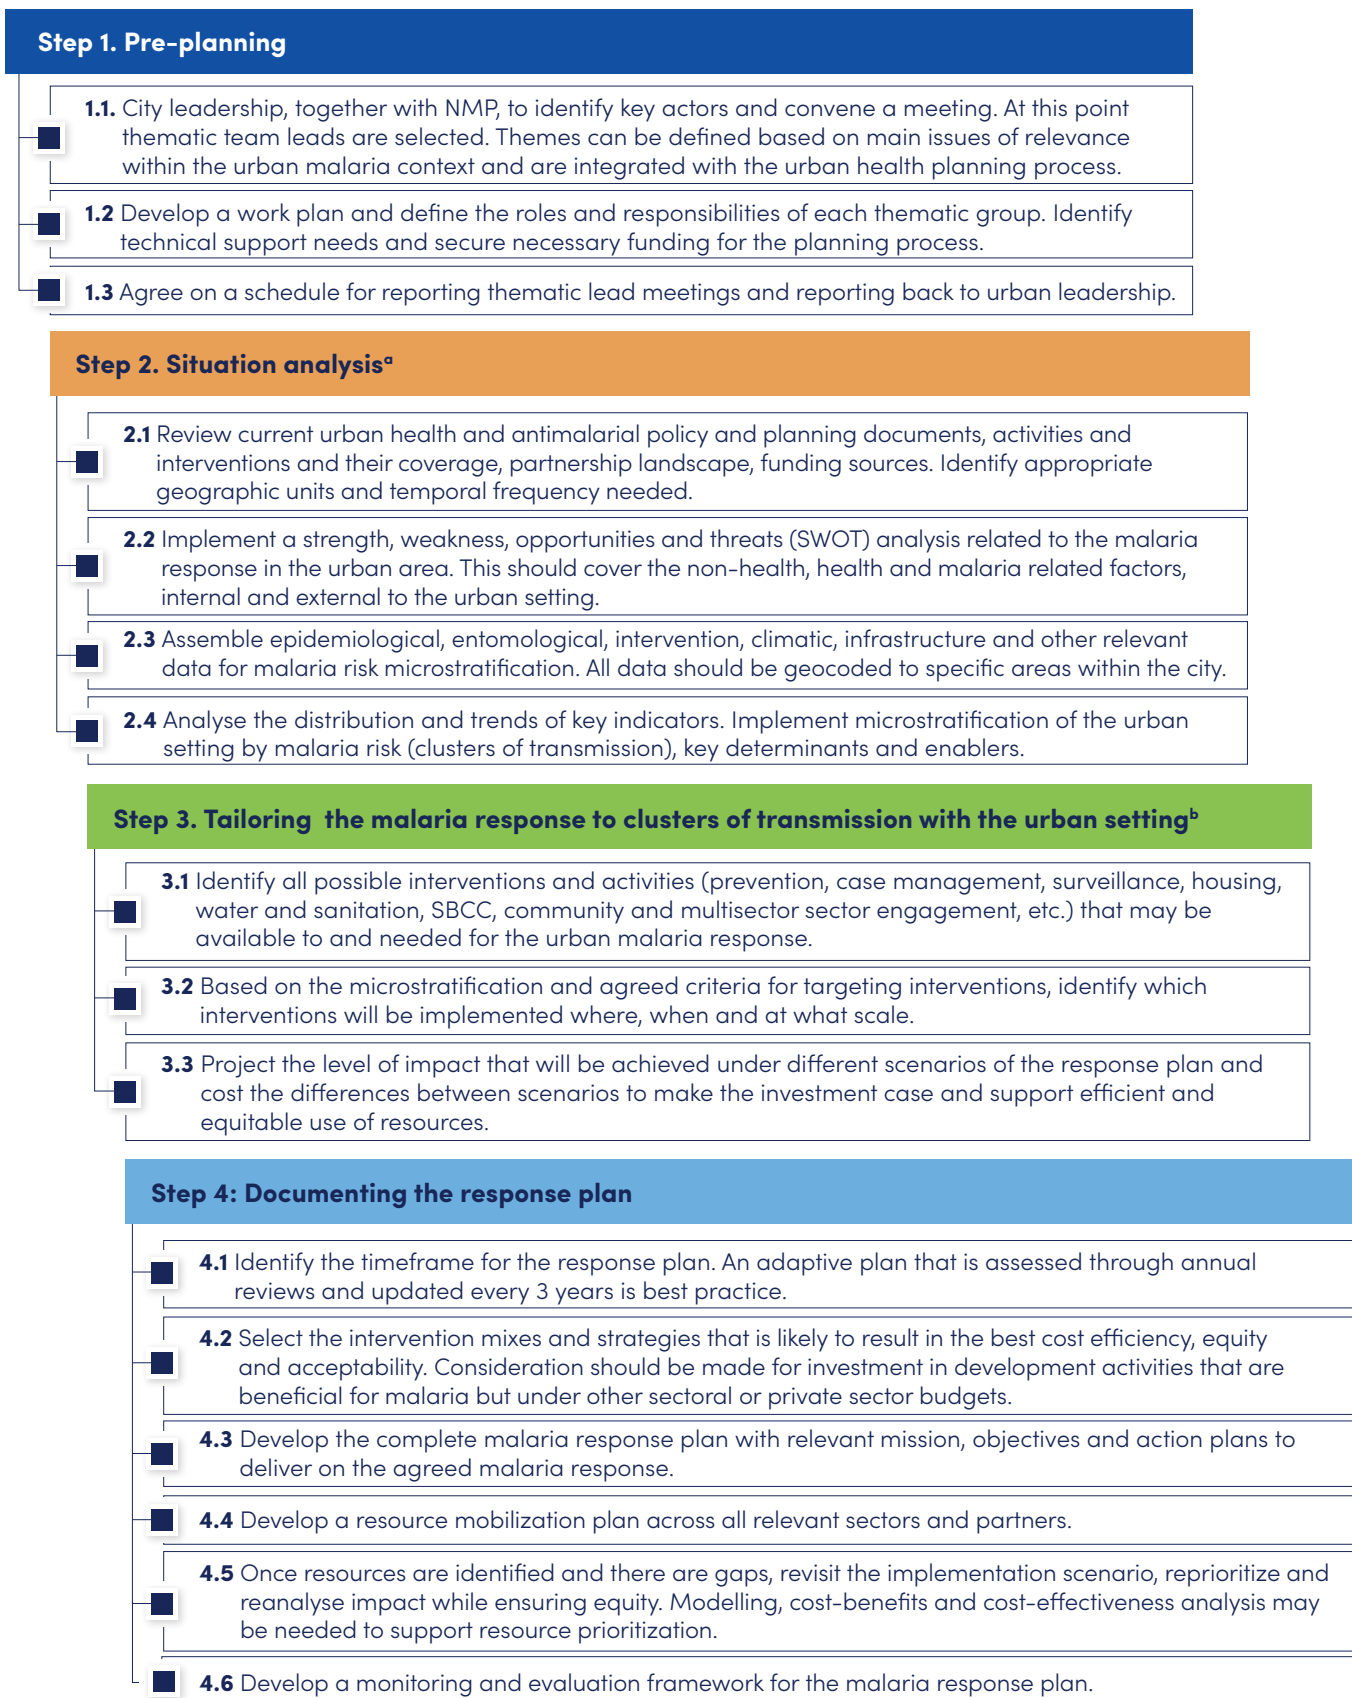 Step 1. Pre-planning
1.1. City leadership, together with NMP, to identify key actors and convene a meeting. At this point
thematic team leads are selected. Themes can be defined based on main issues of relevance
within the urban malaria context and are integrated with the urban health planning process.
1.2 Develop a work plan and define the roles and responsibilities of each thematic group. Identify
technical support needs and secure necessary funding for the planning process.
1.3 Agree on a schedule for reporting thematic lead meetings and reporting back to urban leadership.
Step 2. Situation analysisᵃ
2.1 Review current urban health and antimalarial policy and planning documents, activities and
interventions and their coverage, partnership landscape, funding sources. Identify appropriate
geographic units and temporal frequency needed.
2.2 Implement a strength, weakness, opportunities and threats (SWOT) analysis related to the malaria
response in the urban area. This should cover the non-health, health and malaria related factors,
internal and external to the urban setting.
2.3 Assemble epidemiological, entomological, intervention, climatic, infrastructure and other relevant
data for malaria risk microstratification. All data should be geocoded to specific areas within the city.
2.4 Analyse the distribution and trends of key indicators. Implement microstratification of the urban
setting by malaria risk (clusters of transmission), key determinants and enablers.
Step 3. Tailoring the malaria response to clusters of transmission with the urban settingᵇ
3.1 Identify all possible interventions and activities (prevention, case management, surveillance, housing,
water and sanitation, SBCC, community and multisector sector engagement, etc.) that may be
available to and needed for the urban malaria response.
3.2 Based on the microstratification and agreed criteria for targeting interventions, identify which
interventions will be implemented where, when and at what scale.
3.3 Project the level of impact that will be achieved under different scenarios of the response plan and
cost the differences between scenarios to make the investment case and support efficient and
equitable use of resources.
Step 4: Documenting the response plan
4.1 Identify the timeframe for the response plan. An adaptive plan that is assessed through annual
reviews and updated every 3 years is best practice.
4.2 Select the intervention mixes and strategies that is likely to result in the best cost efficiency, equity
and acceptability. Consideration should be made for investment in development activities that are
beneficial for malaria but under other sectoral or private sector budgets.
4.3 Develop the complete malaria response plan with relevant mission, objectives and action plans to
deliver on the agreed malaria response.
4.4 Develop a resource mobilization plan across all relevant sectors and partners.
4.5 Once resources are identified and there are gaps, revisit the implementation scenario, reprioritize and
reanalyse impact while ensuring equity. Modelling, cost-benefits and cost-effectiveness analysis may
be needed to support resource prioritization.
4.6 Develop a monitoring and evaluation framework for the malaria response plan.